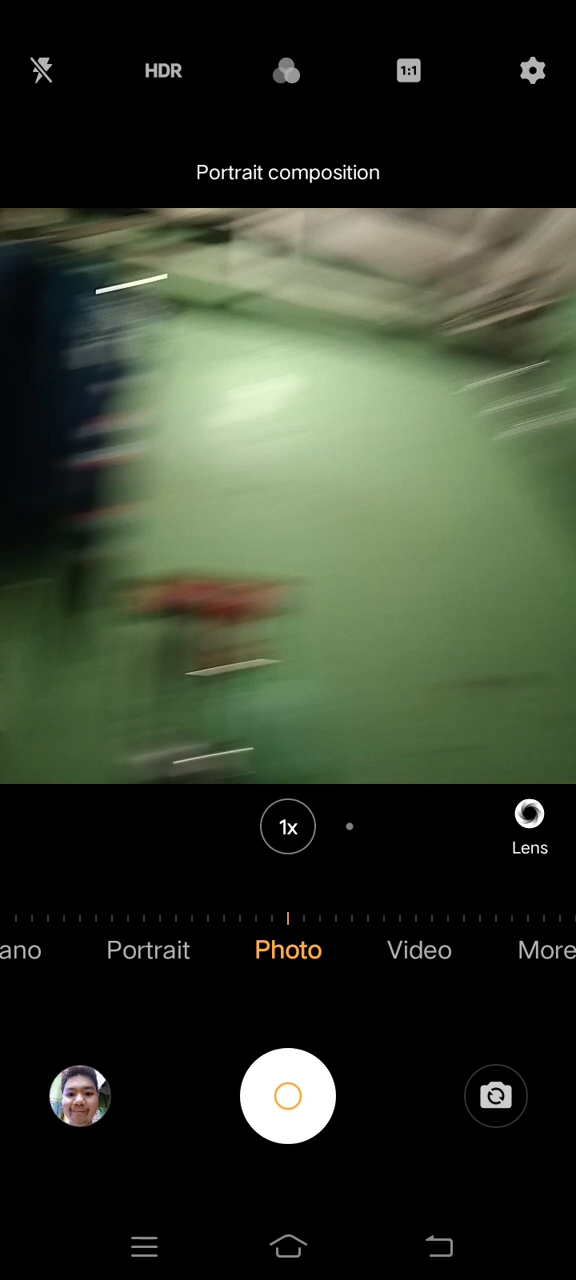 HDR
1:1
Portrait composition
1x
Lens
ano
Portrait
Photo
Video
More